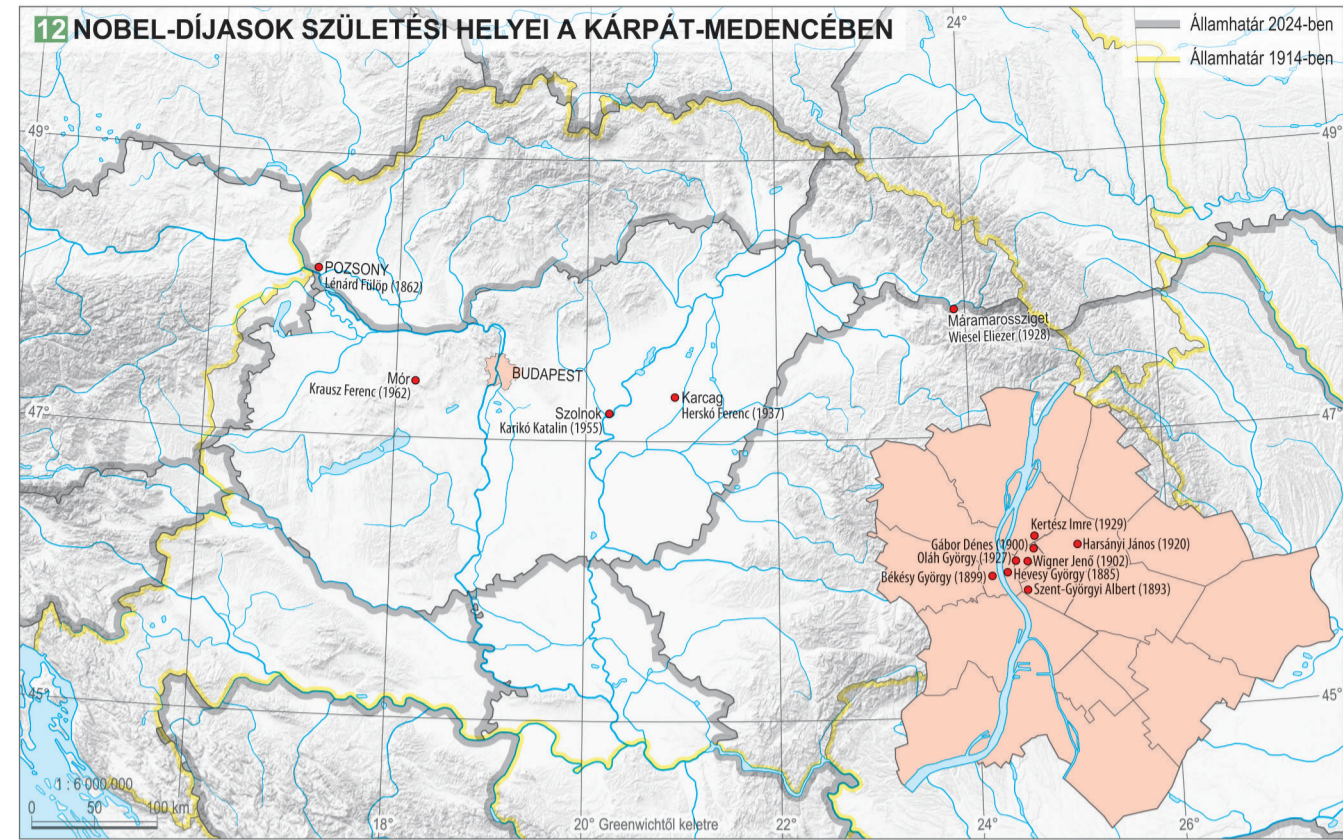 12 NOBEL-DÍJASOK SZÜLETÉSI HELYEI A KÁRPÁT-MEDENCÉBEN
24°
Államhatár 2024-ben
Államhatár 1914-ben
49°
49°
POZSONY
Lénárd Fülöp (1862)
Máramarossziget
Wiesel Eliezer (1928)
BUDAPEST
Mór
Krausz Ferenc (1962)
Karcag
Herskó Ferenc (1937)
Szolnok
Karikó Katalin (1955)
47°
47°
Kertész Imre (1929)
Gábor Dénes (1900)
Harsányi János (1920)
Oláh György (1927)
Wigner Jenő (1902)
Békésy György (1899)
Hevesy György (1885)
Szent-Györgyi Albert (1893)
45°
45°
1 : 6 000 000
0 50 100 km
18°
20° Greenwichtől keletre
22°
24°
26°